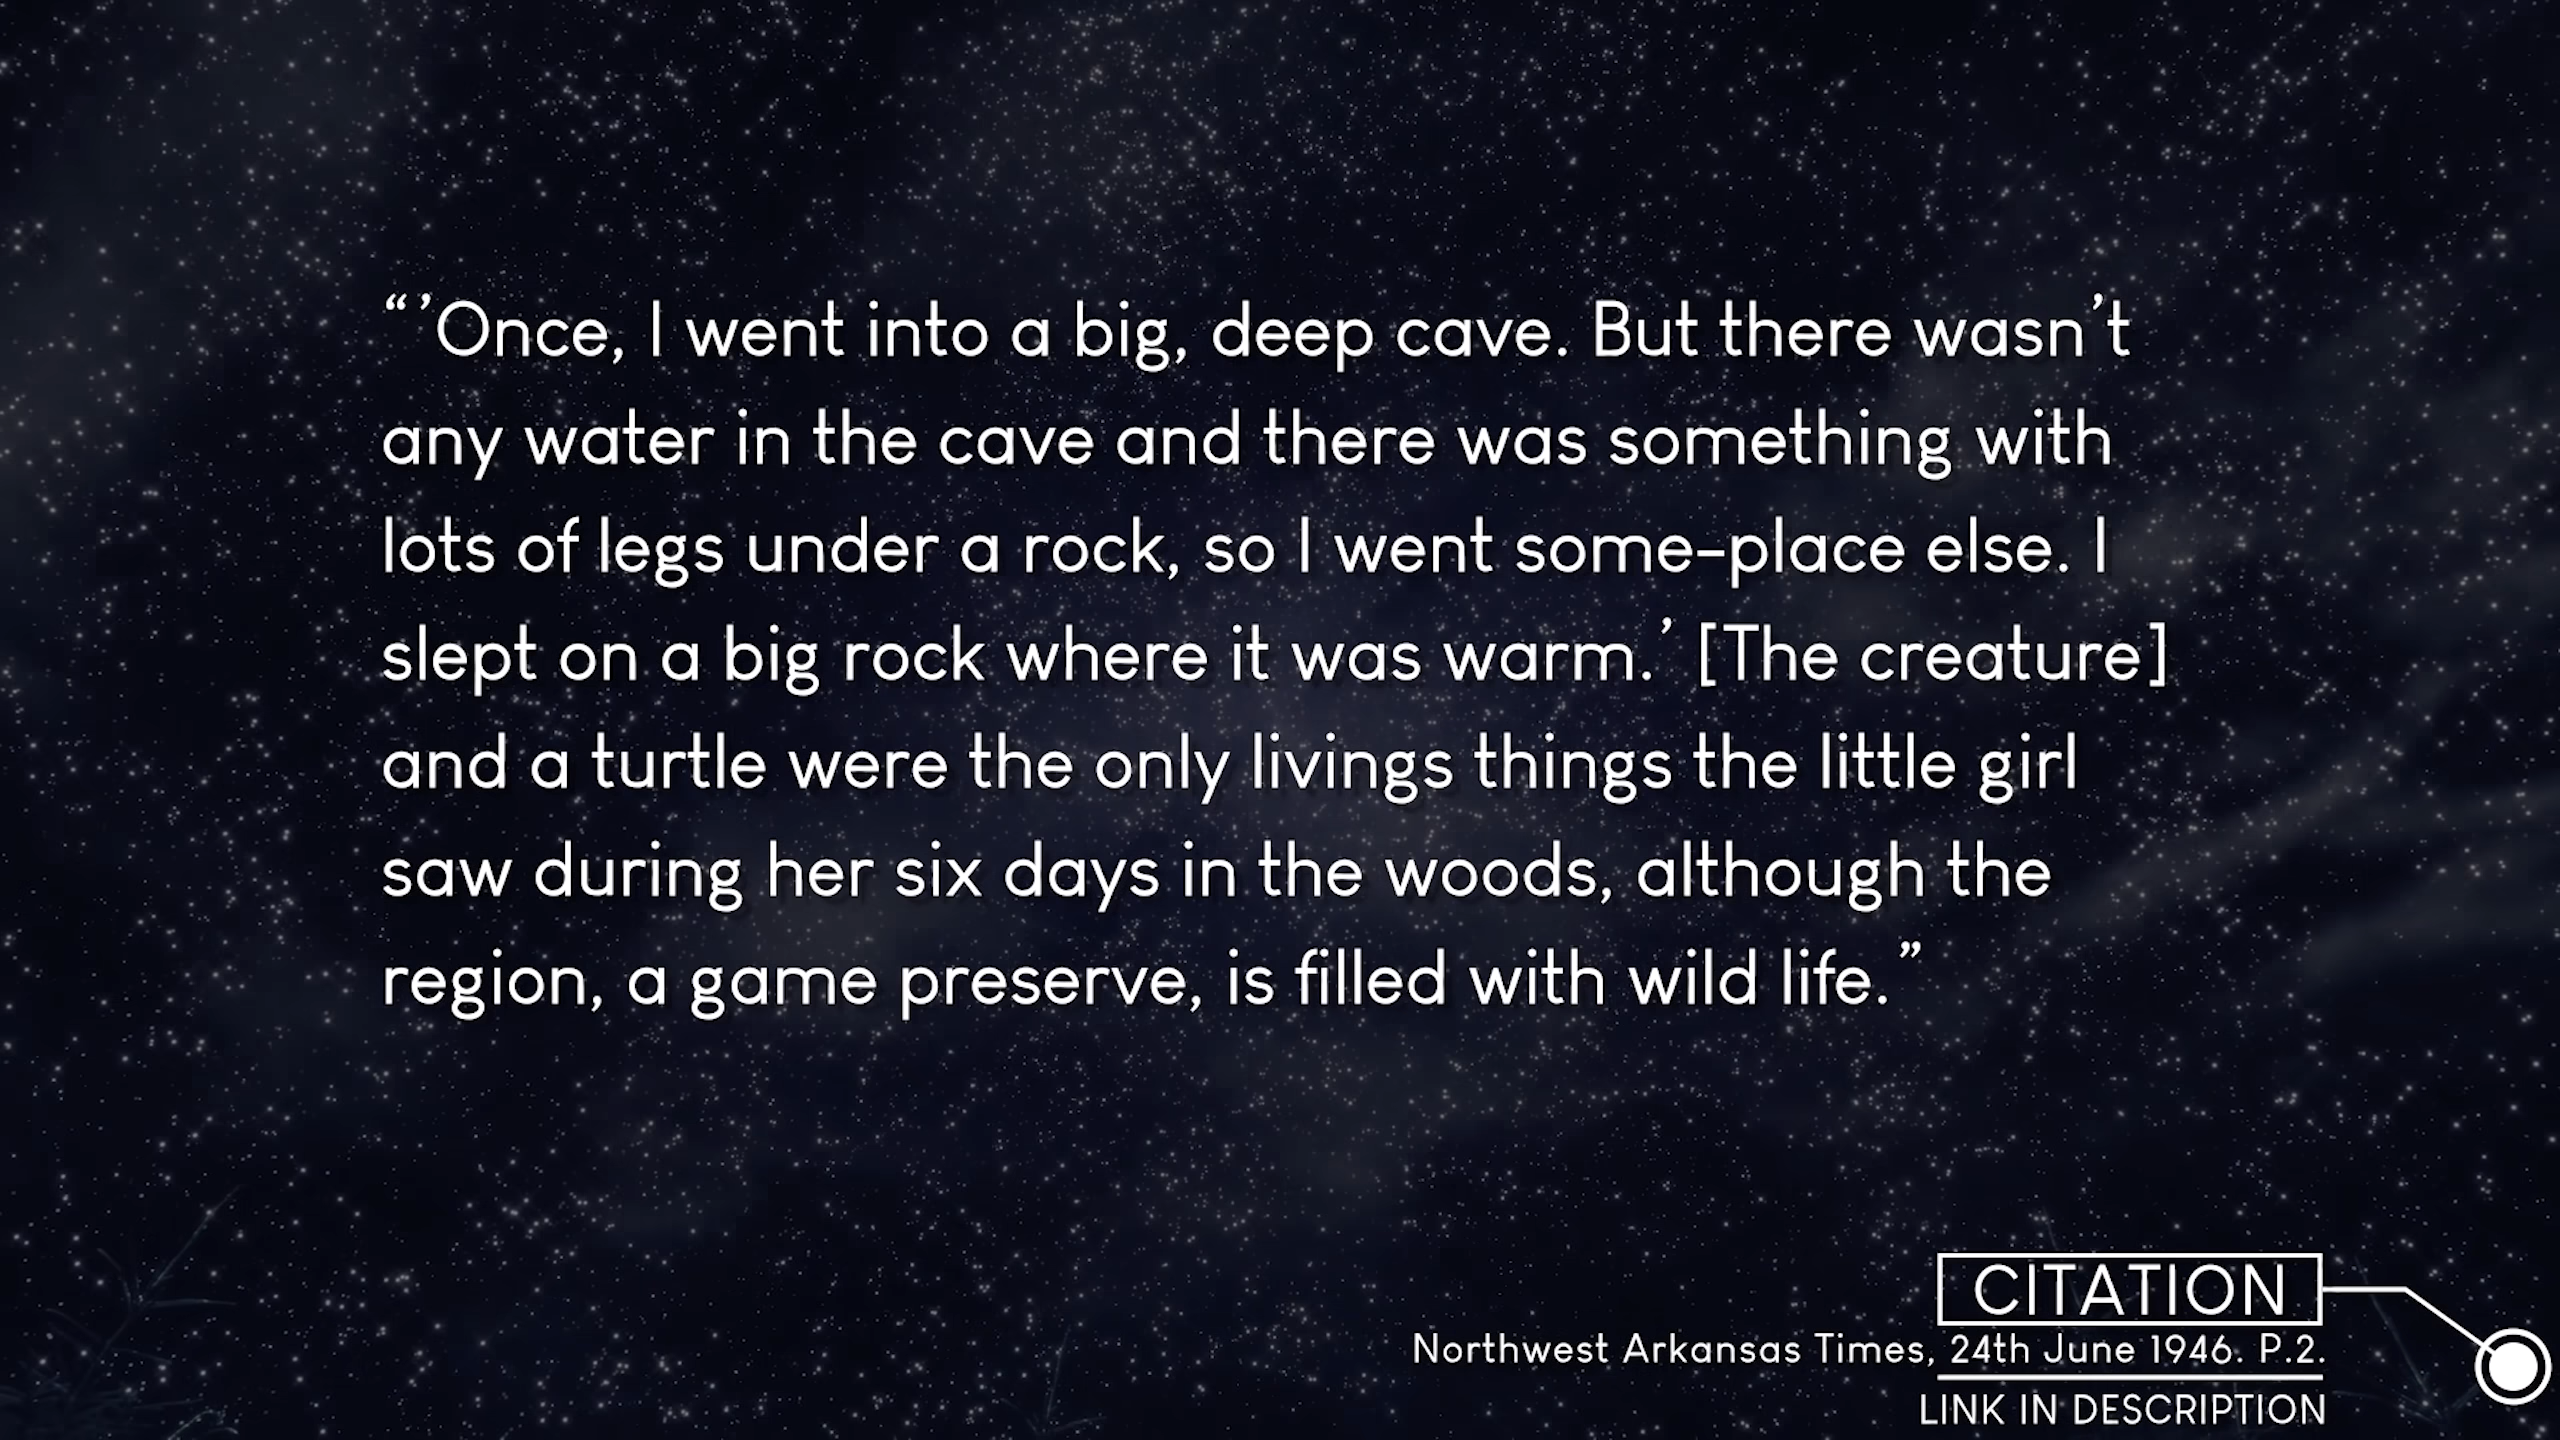 “ ’Once, I went into a big, deep cave. But there wasn’t
any water in the cave and there was something with
lots of legs under a rock, so I went some-place else. I
slept on a big rock where it was warm.’ [The creature]
and a turtle were the only livings things the little girl
saw during her six days in the woods, although the
region, a game preserve, is filled with wild life.”
CITATION
Northwest Arkansas Times, 24th June 1946. P.2.
LINK IN DESCRIPTION